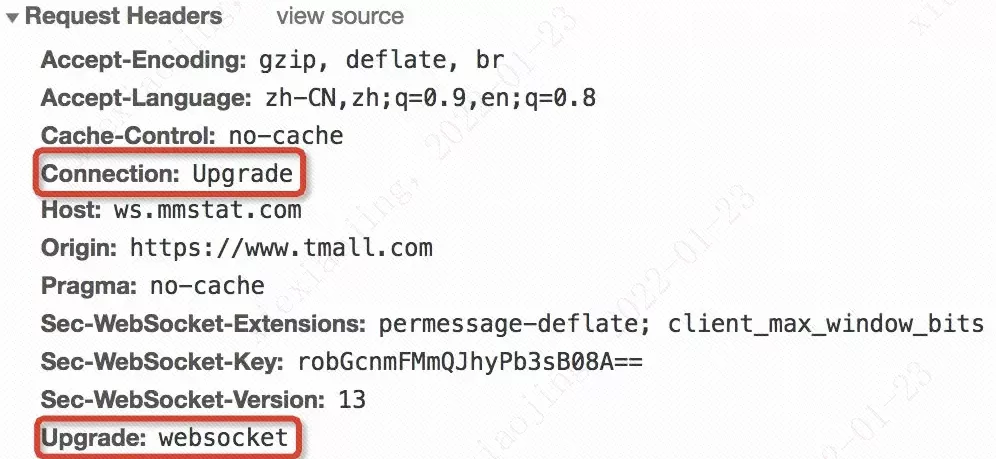 Request Headers view source
Accept-Encoding: gzip, deflate, br
Accept-Language: zh-CN,zh;q=0.9,en;q=0.8
Cache-Control: no-cache
Connection: Upgrade
Host: ws.mmstat.com
Origin: https://www.tmall.com
Pragma: no-cache
Sec-WebSocket-Extensions: permessage-deflate; client_max_window_bits
Sec-WebSocket-Key: robGcnmFMmQJhyPb3sB08A==
Sec-WebSocket-Version: 13
Upgrade: websocket